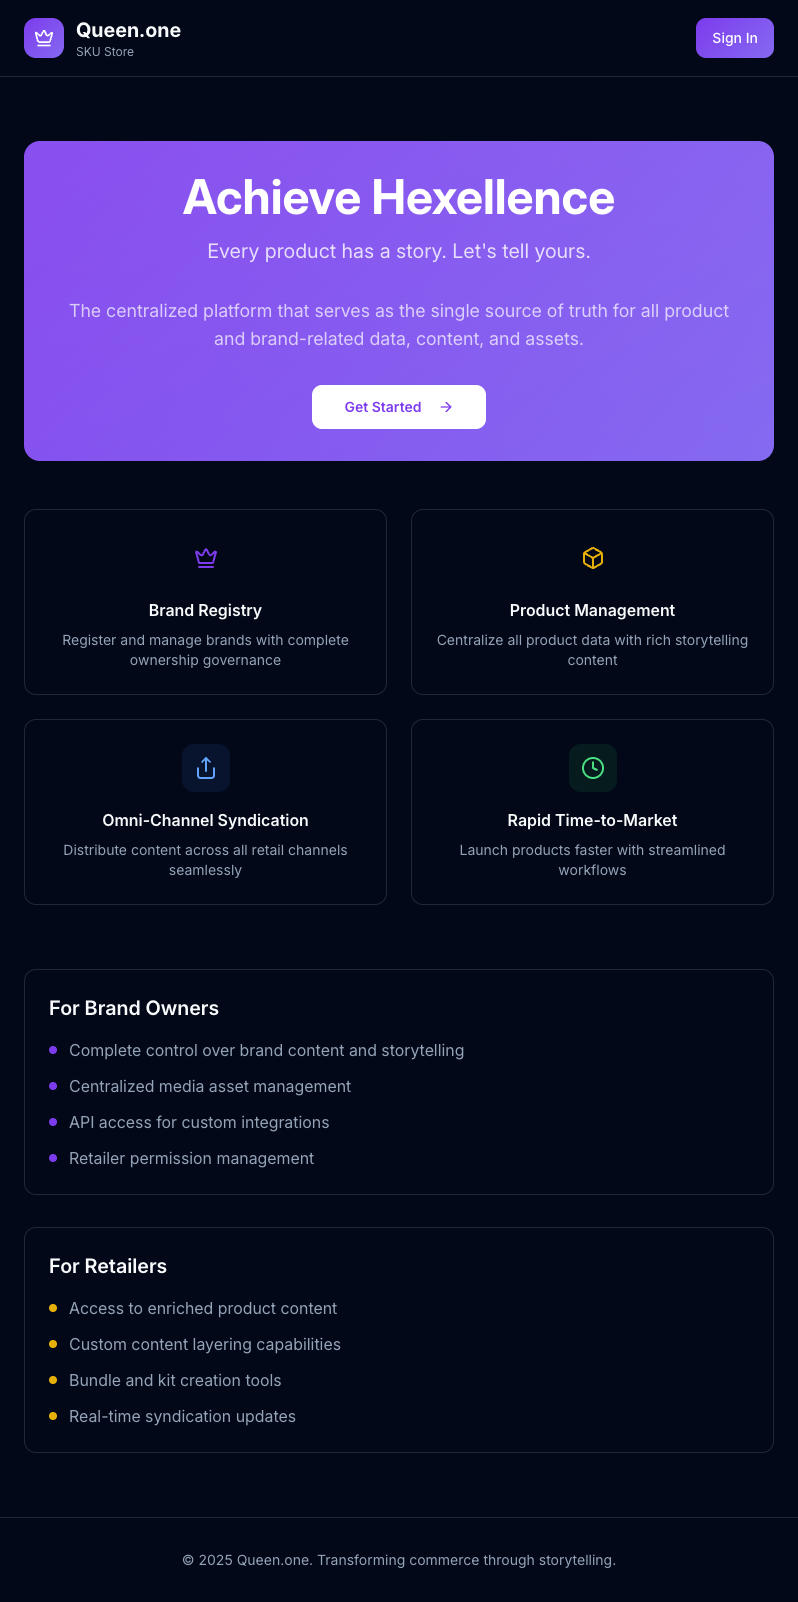 Queen.one
SKU Store
Sign In
Achieve Hexellence
Every product has a story. Let's tell yours.
The centralized platform that serves as the single source of truth for all product
and brand-related data, content, and assets.
Get Started
Brand Registry
Register and manage brands with complete
ownership governance
Product Management
Centralize all product data with rich storytelling
content
Omni-Channel Syndication
Distribute content across all retail channels
seamlessly
Rapid Time-to-Market
Launch products faster with streamlined
workflows
For Brand Owners
Complete control over brand content and storytelling
Centralized media asset management
API access for custom integrations
Retailer permission management
For Retailers
Access to enriched product content
Custom content layering capabilities
Bundle and kit creation tools
Real-time syndication updates
© 2025 Queen.one. Transforming commerce through storytelling.